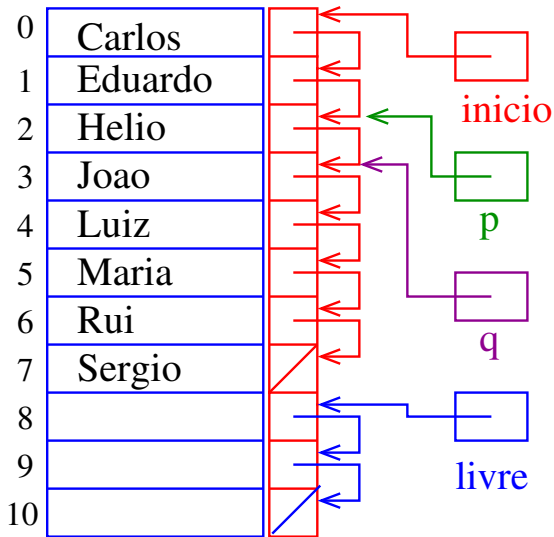 0 Carlos
1 Eduardo
inicio
2 Helio
3 Joao
p
4 Luiz
5 Maria
6 Rui
q
7 Sergio
8
9
livre
10